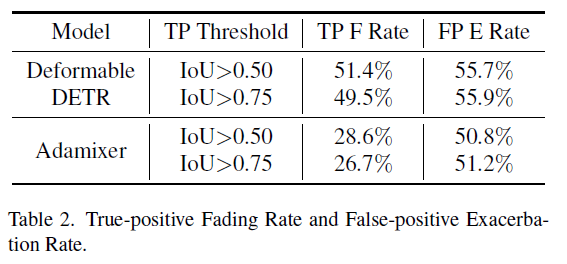 Model TP Threshold TP F Rate FP E Rate
Deformable DETR
IoU>0.50 51.4% 55.7%
IoU>0.75 49.5% 55.9%
Adamixer
IoU>0.50 28.6% 50.8%
IoU>0.75 26.7% 51.2%
Table 2. True-positive Fading Rate and False-positive Exacerba-
tion Rate.